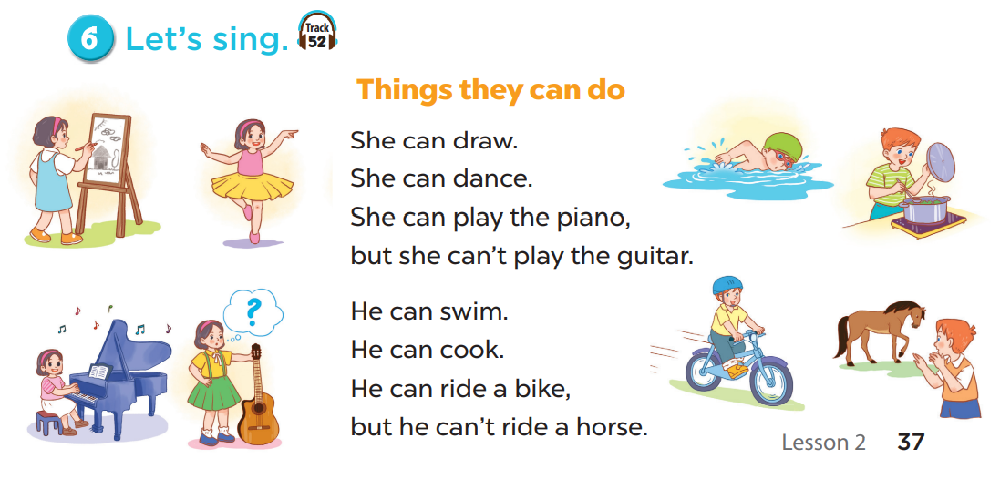 6 Let's sing. Track 52
Things they can do
She can draw.
She can dance.
She can play the piano,
but she can't play the guitar.
He can swim.
He can cook.
He can ride a bike,
but he can't ride a horse.
?
Lesson 2 37